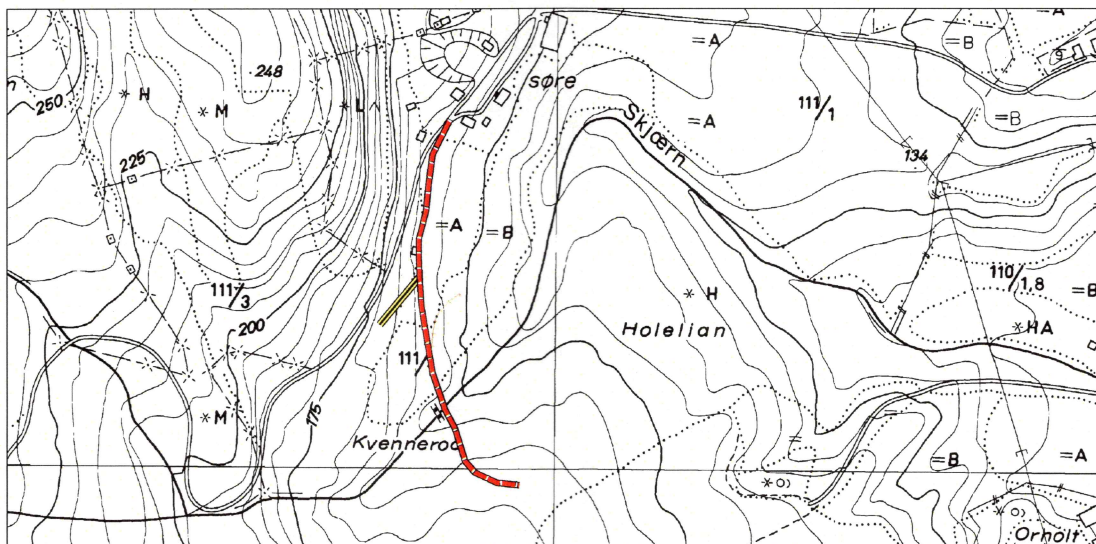 =A
=A
=B
248
søre
250
H
M
L
=A
111/1
=B
Skjærn
134
225
=A
=B
110/1,8
=B
111/3
H
HA
200
Holelian
111
M
175
Kvennerod
=
=B
=A
Orholt